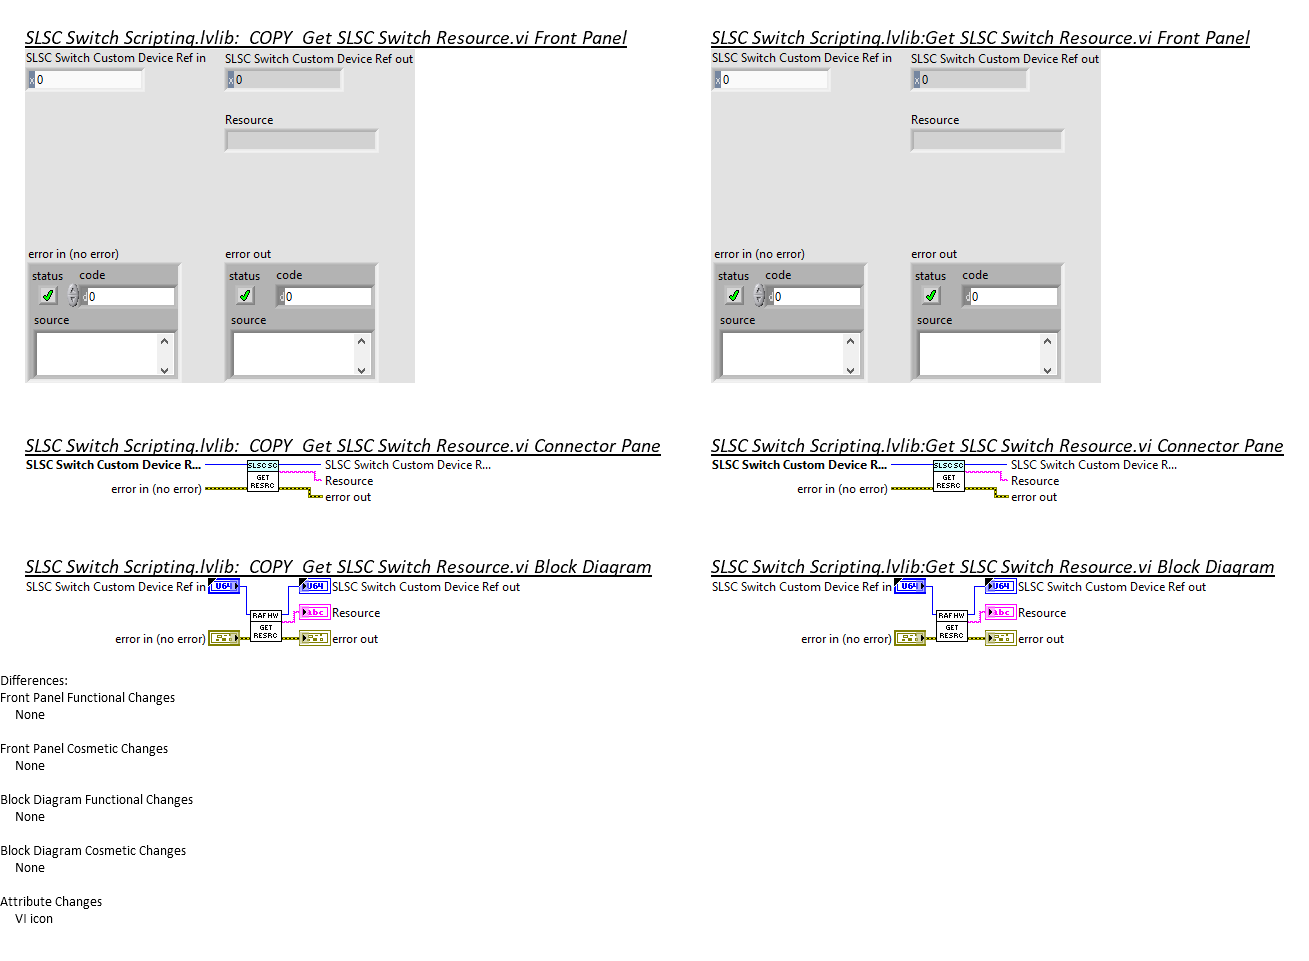 SLSC Switch Scripting.lvlib:_COPY_Get SLSC Switch Resource.vi Front Panel
SLSC Switch Custom Device Ref in
SLSC Switch Custom Device Ref out
x 0
x 0
Resource
error in (no error)
error out
status
code
status
code
d 0
d 0
source
source
SLSC Switch Scripting.lvlib:Get SLSC Switch Resource.vi Front Panel
SLSC Switch Custom Device Ref in
SLSC Switch Custom Device Ref out
x 0
x 0
Resource
error in (no error)
error out
status
code
status
code
d 0
d 0
source
source
SLSC Switch Scripting.lvlib:_COPY_Get SLSC Switch Resource.vi Connector Pane
SLSC Switch Custom Device R...
SLSC SC
SLSC Switch Custom Device R...
GET
Resource
RESRC
error in (no error)
error out
SLSC Switch Scripting.lvlib:Get SLSC Switch Resource.vi Connector Pane
SLSC Switch Custom Device R...
SLSC SC
SLSC Switch Custom Device R...
GET
Resource
RESRC
error in (no error)
error out
SLSC Switch Scripting.lvlib:_COPY_Get SLSC Switch Resource.vi Block Diagram
SLSC Switch Custom Device Ref in
U64
U64
SLSC Switch Custom Device Ref out
RAF HW
abc
Resource
GET
RESRC
error in (no error)
error out
SLSC Switch Scripting.lvlib:Get SLSC Switch Resource.vi Block Diagram
SLSC Switch Custom Device Ref in
U64
U64
SLSC Switch Custom Device Ref out
RAF HW
abc
Resource
GET
RESRC
error in (no error)
error out
Differences:
Front Panel Functional Changes
None
Front Panel Cosmetic Changes
None
Block Diagram Functional Changes
None
Block Diagram Cosmetic Changes
None
Attribute Changes
VI icon